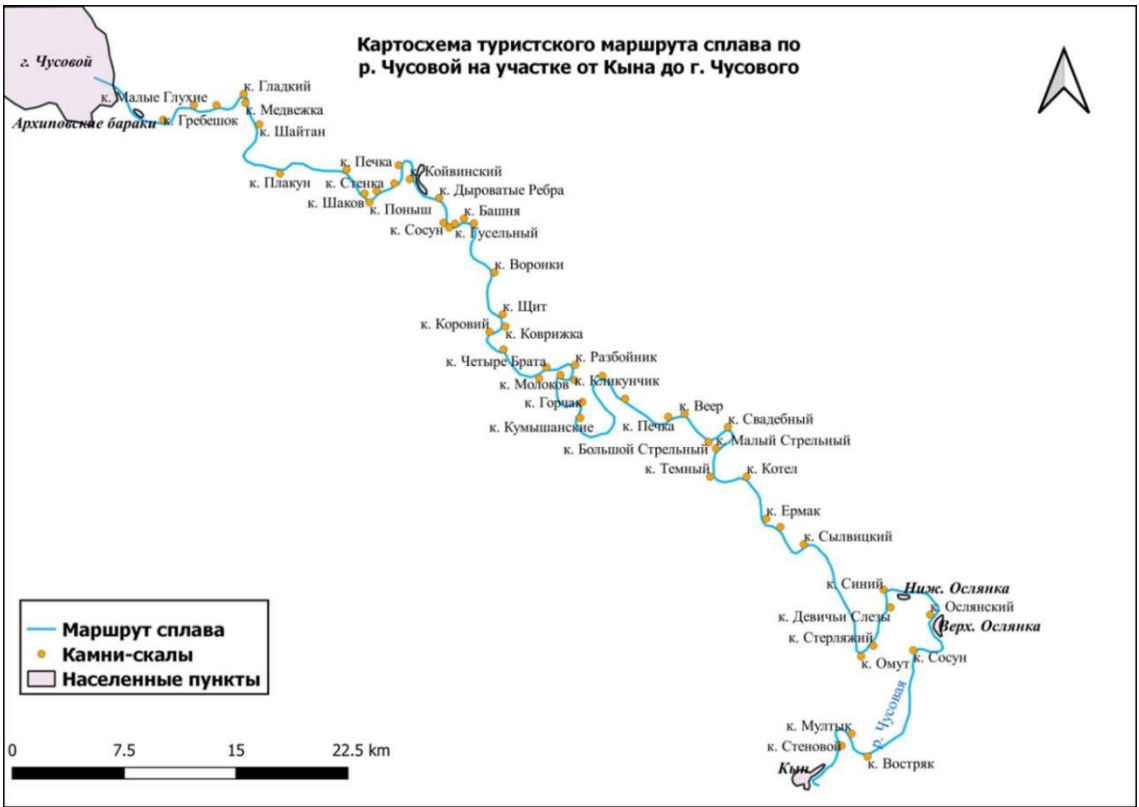 Картосхема туристского маршрута сплава по
р. Чусовой на участке от Кына до г. Чусового
г. Чусовой
к. Гладкий
к. Малые Глухие
к. Медвежка
Архиповские бараки
к. Гребешок
к. Шайтан
к. Печка
к. Койвинский
к. Плакун
к. Стенка
к. Дыроватые Ребра
к. Шаков
к. Поныш
к. Башня
к. Сосун
к. Гусельный
к. Воронки
к. Щит
к. Коровий
к. Коврижка
к. Четыре Брата
к. Разбойник
к. Молоков
к. Кликунчик
к. Горчак
к. Веер
к. Кумышанские
к. Печка
к. Свадебный
к. Большой Стрельный
к. Малый Стрельный
к. Темный
к. Котел
к. Ермак
к. Сылвицкий
к. Синий
Ниж. Ослянка
к. Девичьи Слезы
к. Ослянский
Верх. Ослянка
к. Стерляжий
к. Омут
к. Сосун
р. Чусовая
к. Мултык
к. Стеновой
к. Востряк
Кын
Маршрут сплава
Камни-скалы
Населенные пункты
0 7.5 15 22.5 km